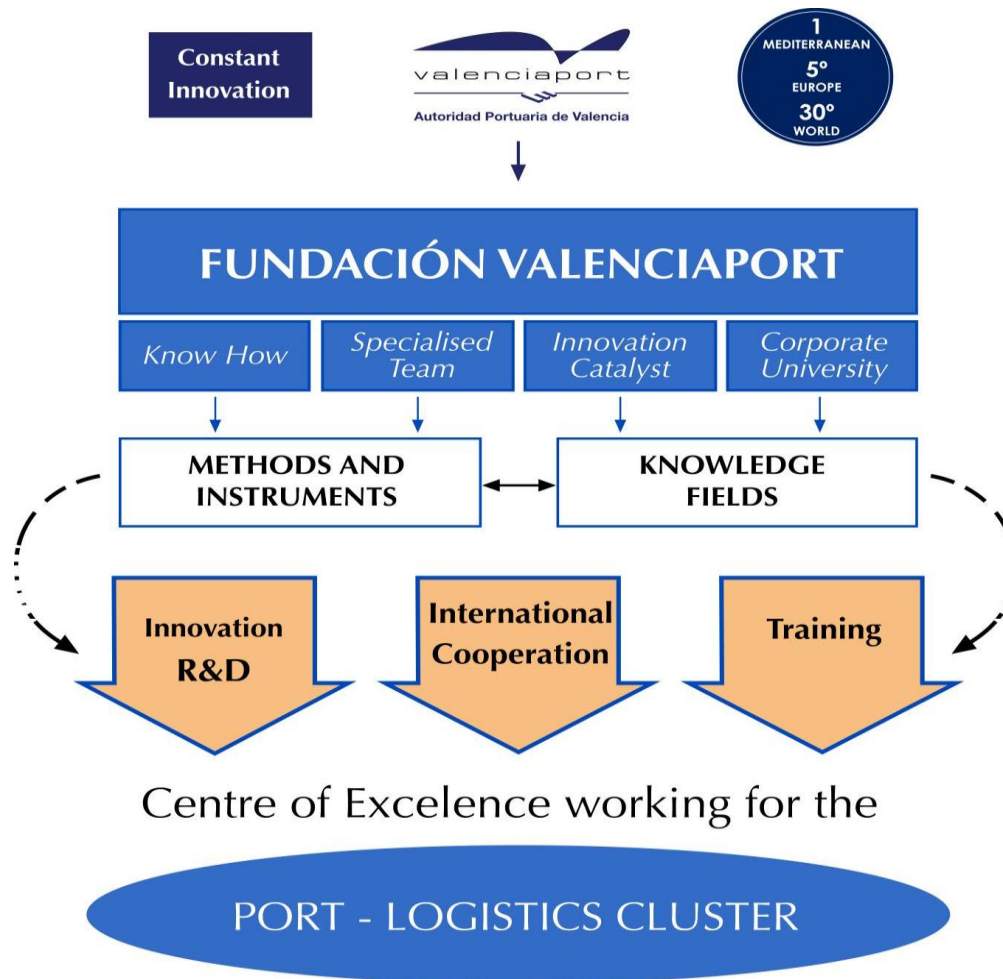 Constant
Innovation
valenciaport
Autoridad Portuaria de Valencia
1
MEDITERRANEAN
5º
EUROPE
30º
WORLD
FUNDACIÓN VALENCIAPORT
Know How
Specialised
Team
Innovation
Catalyst
Corporate
University
METHODS AND
INSTRUMENTS
KNOWLEDGE
FIELDS
Innovation
R&D
International
Cooperation
Training
Centre of Excelence working for the
PORT - LOGISTICS CLUSTER